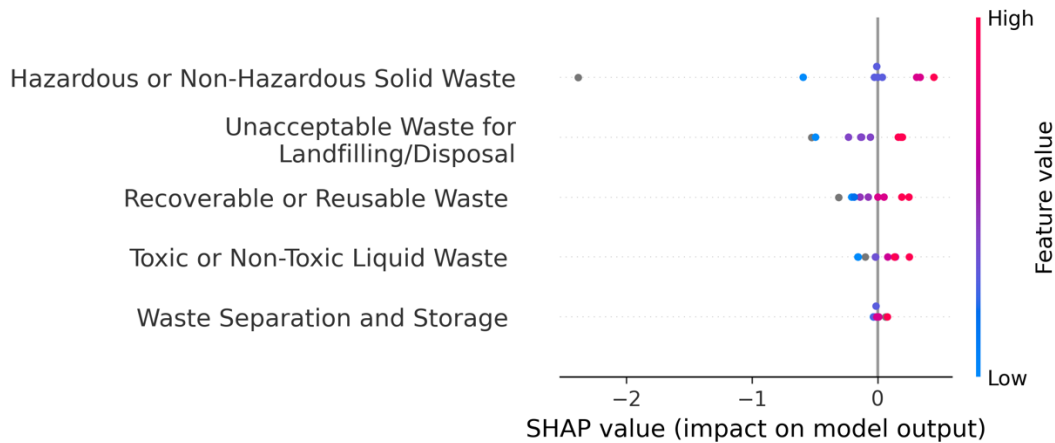 High
Hazardous or Non-Hazardous Solid Waste
Unacceptable Waste for
Landfilling/Disposal
Recoverable or Reusable Waste
Toxic or Non-Toxic Liquid Waste
Waste Separation and Storage
Feature value
Low
−2
−1
0
SHAP value (impact on model output)